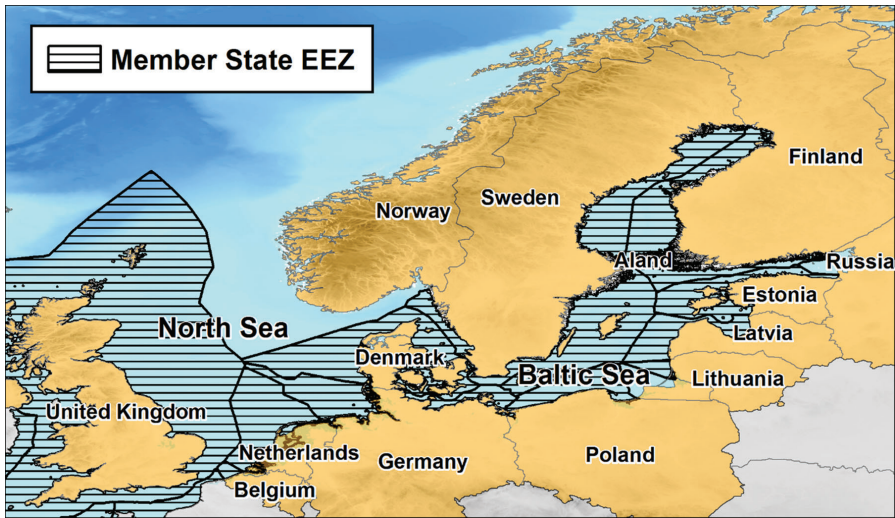 Member State EEZ
Finland
Norway
Sweden
Aland
Russia
Estonia
North Sea
Latvia
Denmark
Baltic Sea
Lithuania
United Kingdom
Netherlands
Germany
Poland
Belgium